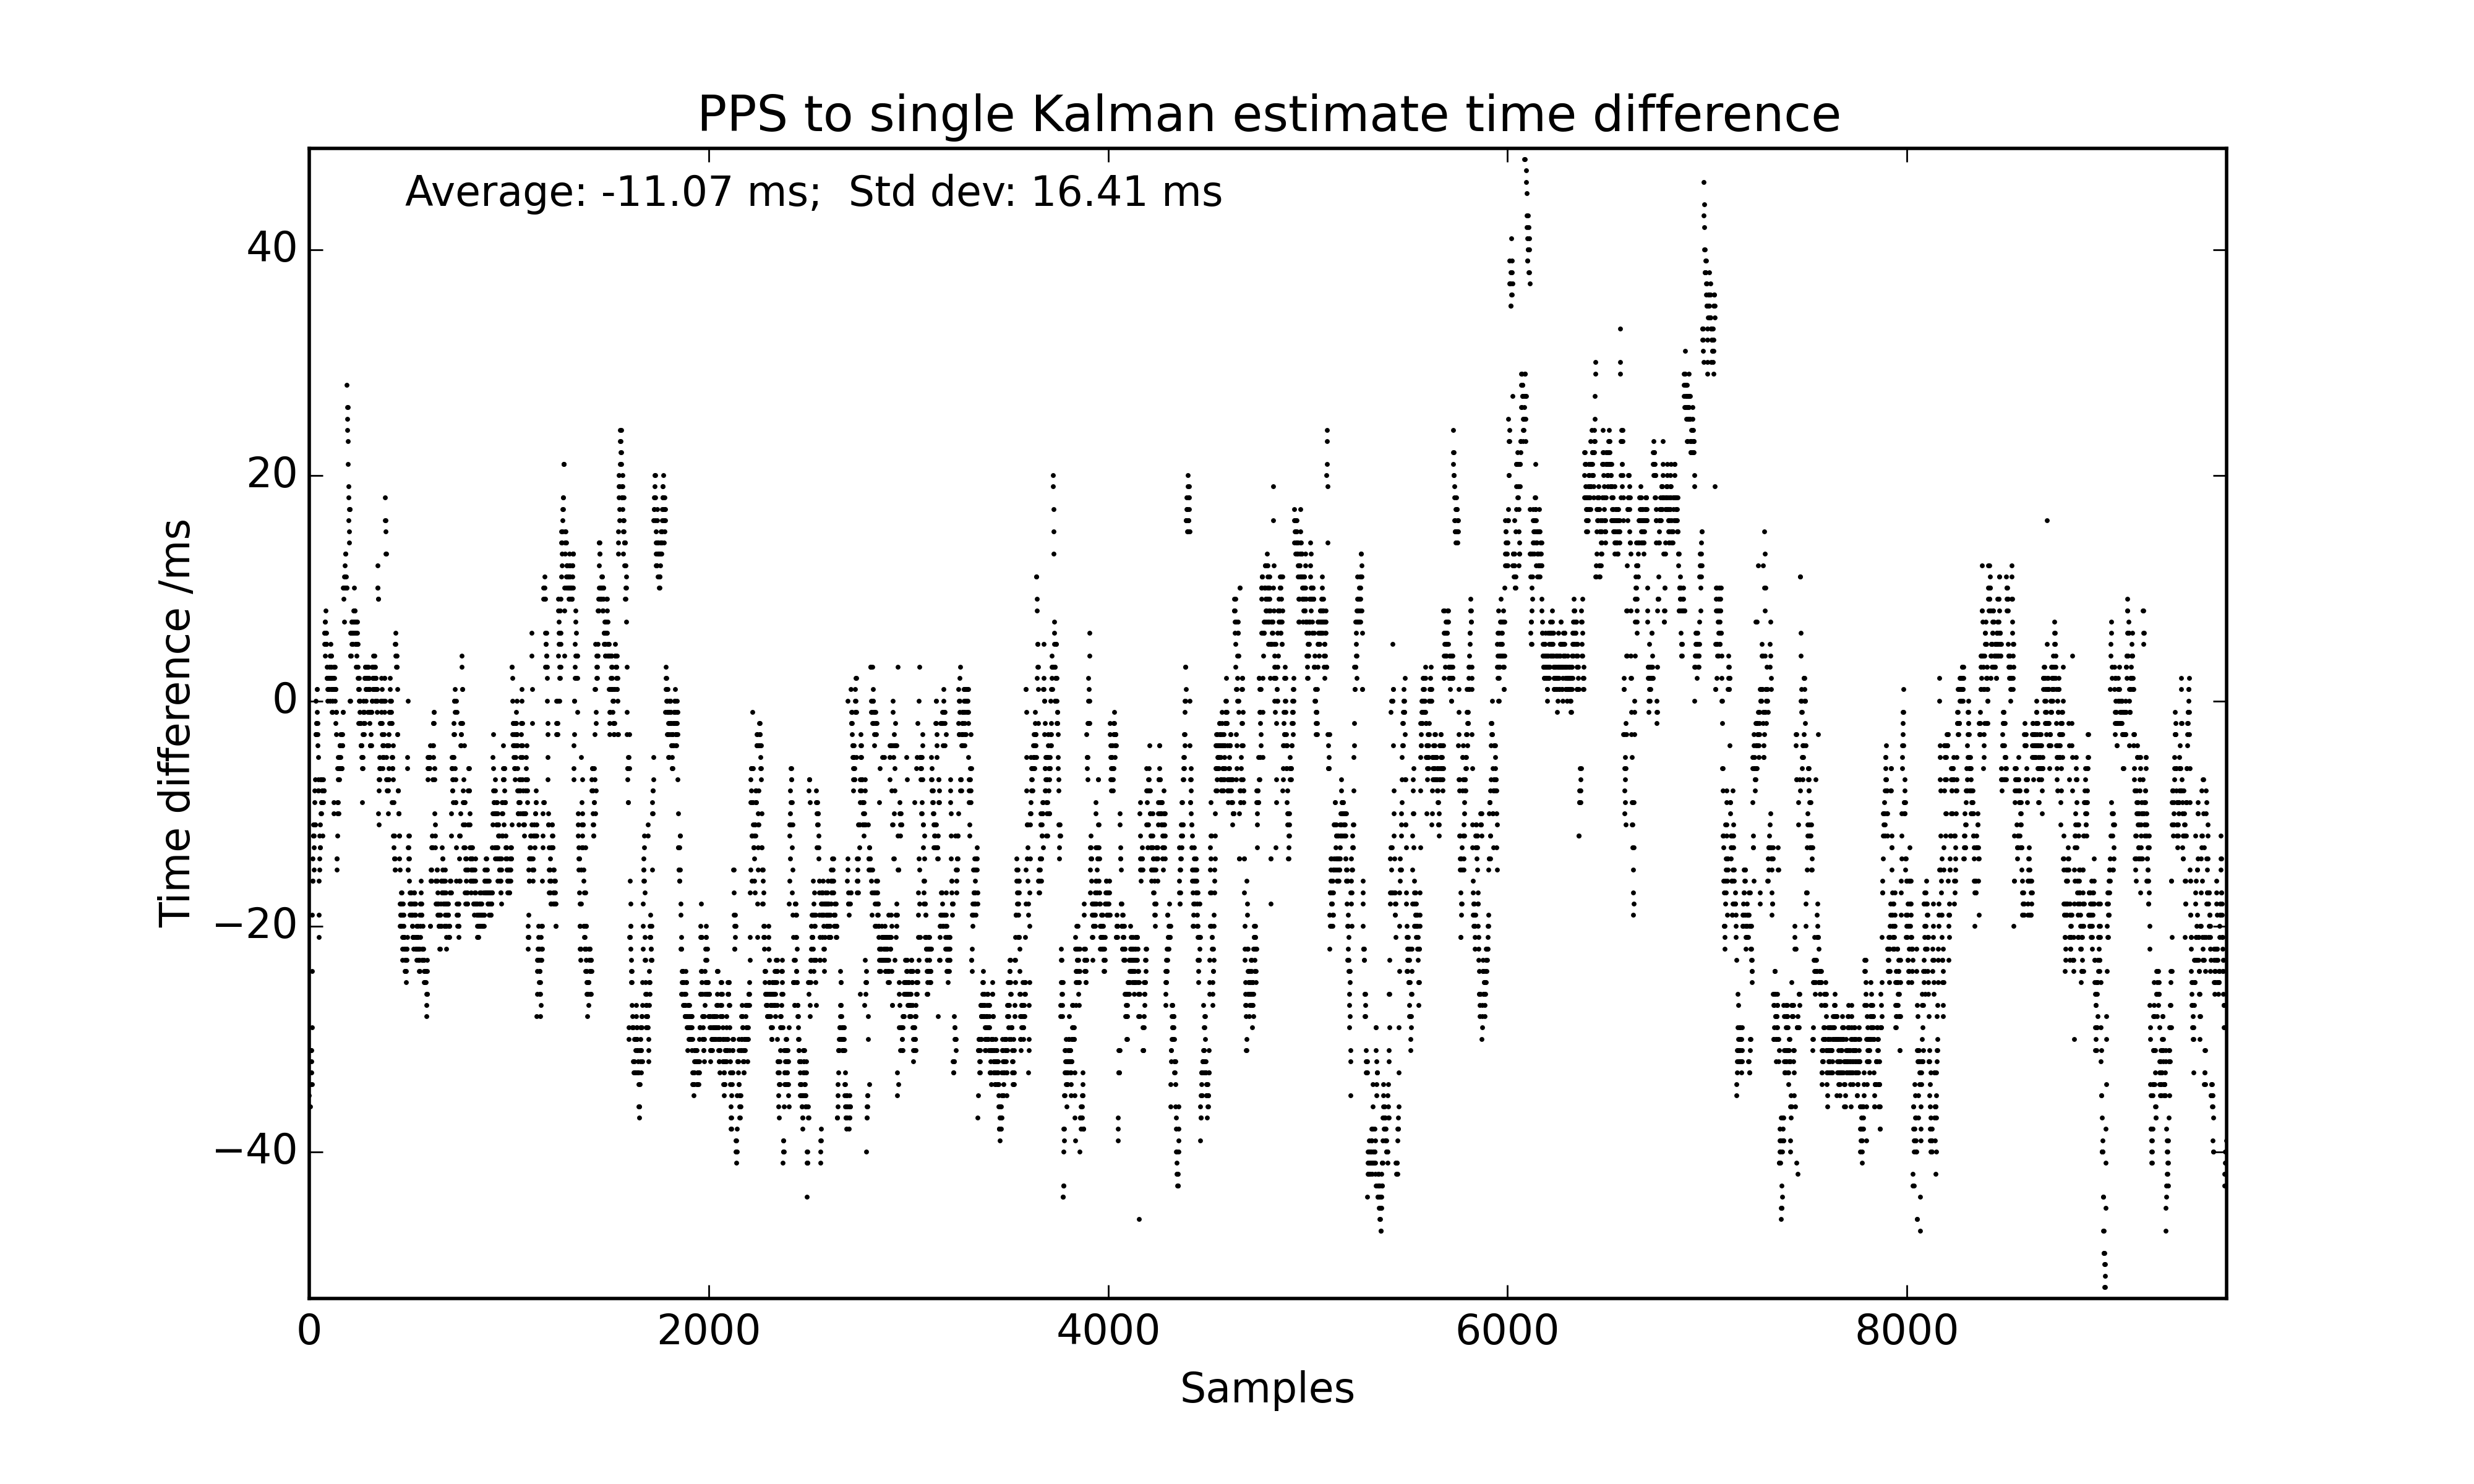 PPS to single Kalman estimate time difference
Average: -11.07 ms;  Std dev: 16.41 ms
Time difference /ms
40
20
0
−20
−40
0 2000 4000 6000 8000
Samples